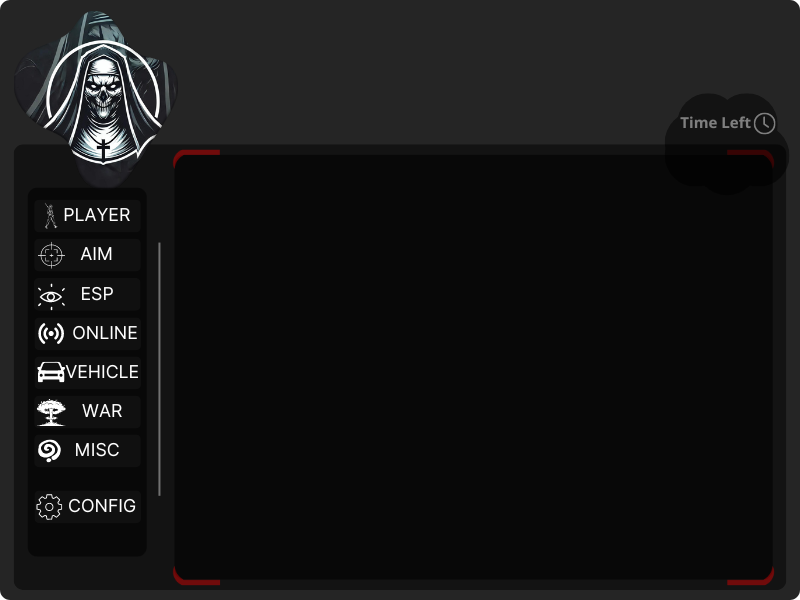 Time Left
PLAYER
AIM
ESP
ONLINE
VEHICLE
WAR
MISC
CONFIG